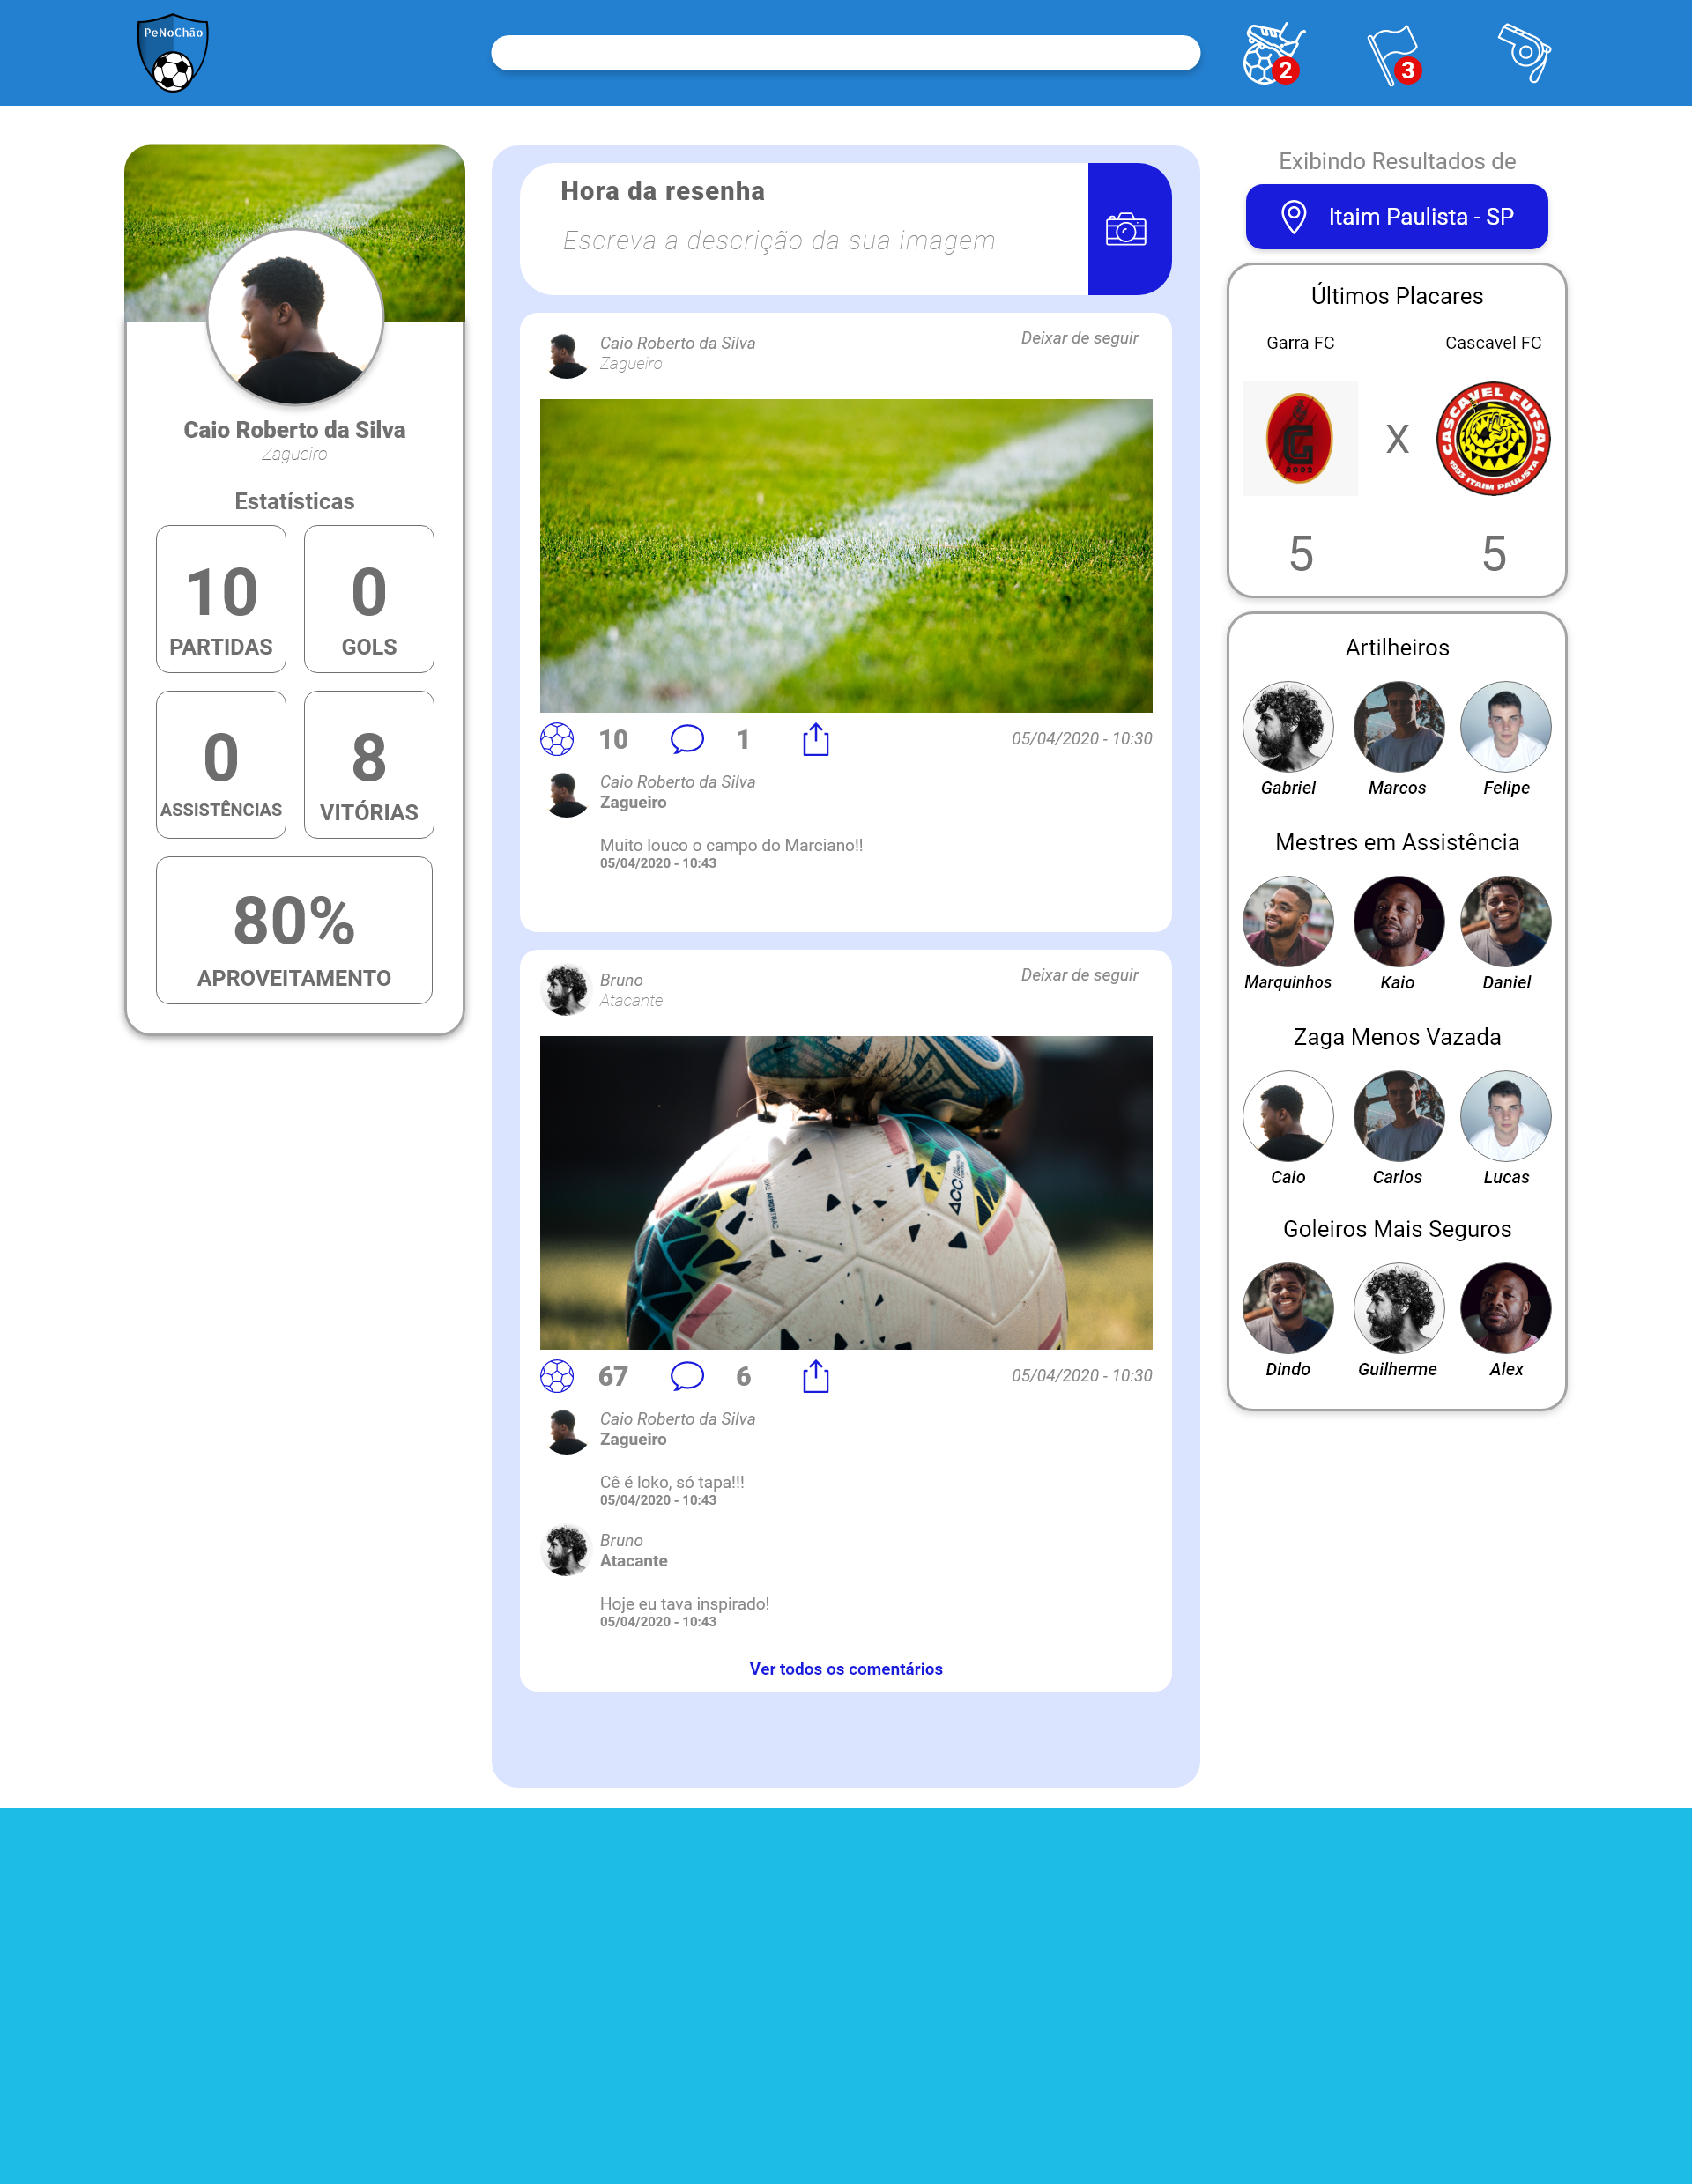 PeNoChão
2
3
Caio Roberto da Silva
Zagueiro
Estatísticas
10
PARTIDAS
0
GOLS
0
ASSISTÊNCIAS
8
VITÓRIAS
80%
APROVEITAMENTO
Hora da resenha
Escreva a descrição da sua imagem
Caio Roberto da Silva
Zagueiro
Deixar de seguir
10
1
05/04/2020 - 10:30
Caio Roberto da Silva
Zagueiro
Muito louco o campo do Marciano!!
05/04/2020 - 10:43
Bruno
Atacante
Deixar de seguir
ACC
67
6
05/04/2020 - 10:30
Caio Roberto da Silva
Zagueiro
Cê é loko, só tapa!!!
05/04/2020 - 10:43
Bruno
Atacante
Hoje eu tava inspirado!
05/04/2020 - 10:43
Ver todos os comentários
Exibindo Resultados de
Itaim Paulista - SP
Últimos Placares
Garra FC
Cascavel FC
G
2002
X
CASCAVEL FUTSAL
1993 ITAIM PAULISTA
5
5
Artilheiros
Gabriel
Marcos
Felipe
Mestres em Assistência
Marquinhos
Kaio
Daniel
Zaga Menos Vazada
Caio
Carlos
Lucas
Goleiros Mais Seguros
Dindo
Guilherme
Alex